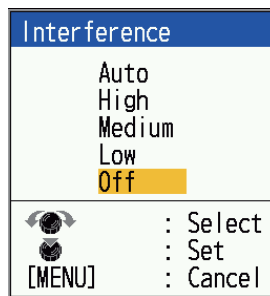 Interference
Auto
High
Medium
Low
Off
: Select
: Set
[MENU] : Cancel